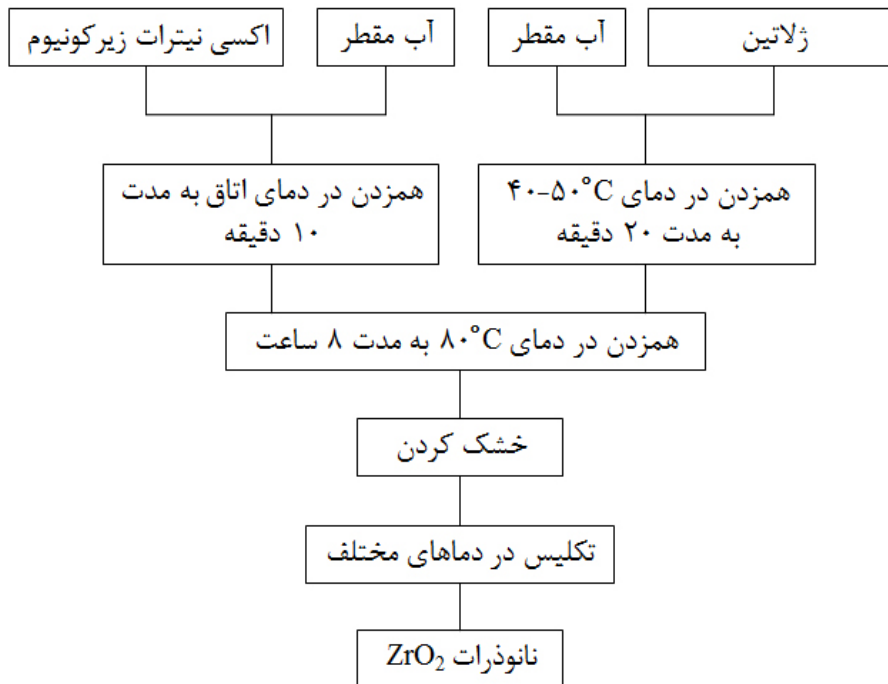 ژلاتین
آب مقطر
آب مقطر
اکسی نیترات زیرکونیوم
همزدن در دمای ۴۰-۵۰°C
به مدت ۲۰ دقیقه
همزدن در دمای اتاق به مدت
۱۰ دقیقه
همزدن در دمای ۸۰°C به مدت ۸ ساعت
خشک کردن
تکلیس در دماهای مختلف
نانوذرات ZrO₂